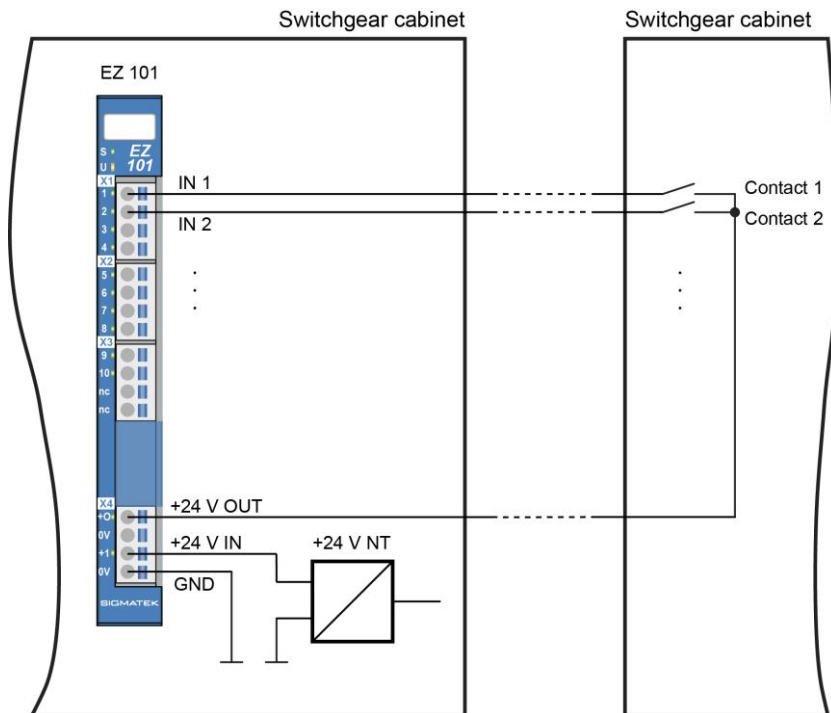 Switchgear cabinet
Switchgear cabinet
EZ 101
S
EZ
U
101
X1
1
IN 1
Contact 1
2
IN 2
Contact 2
3
4
X2
5
6
7
8
X3
9
10
nc
nc
X4
+O
+24 V OUT
0V
+1
+24 V IN
+24 V NT
0V
GND
SIGMATEK